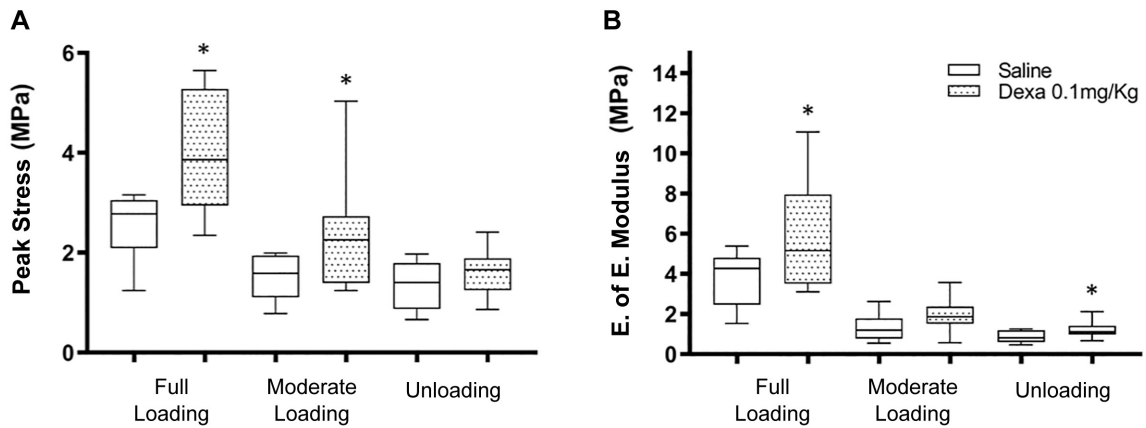 A
Peak Stress (MPa)
6
4
2
0
*
*
Full
Loading
Moderate
Loading
Unloading
B
E. of E. Modulus (MPa)
14
12
10
8
6
4
2
0
*
*
Saline
Dexa 0.1mg/Kg
Full
Loading
Moderate
Loading
Unloading